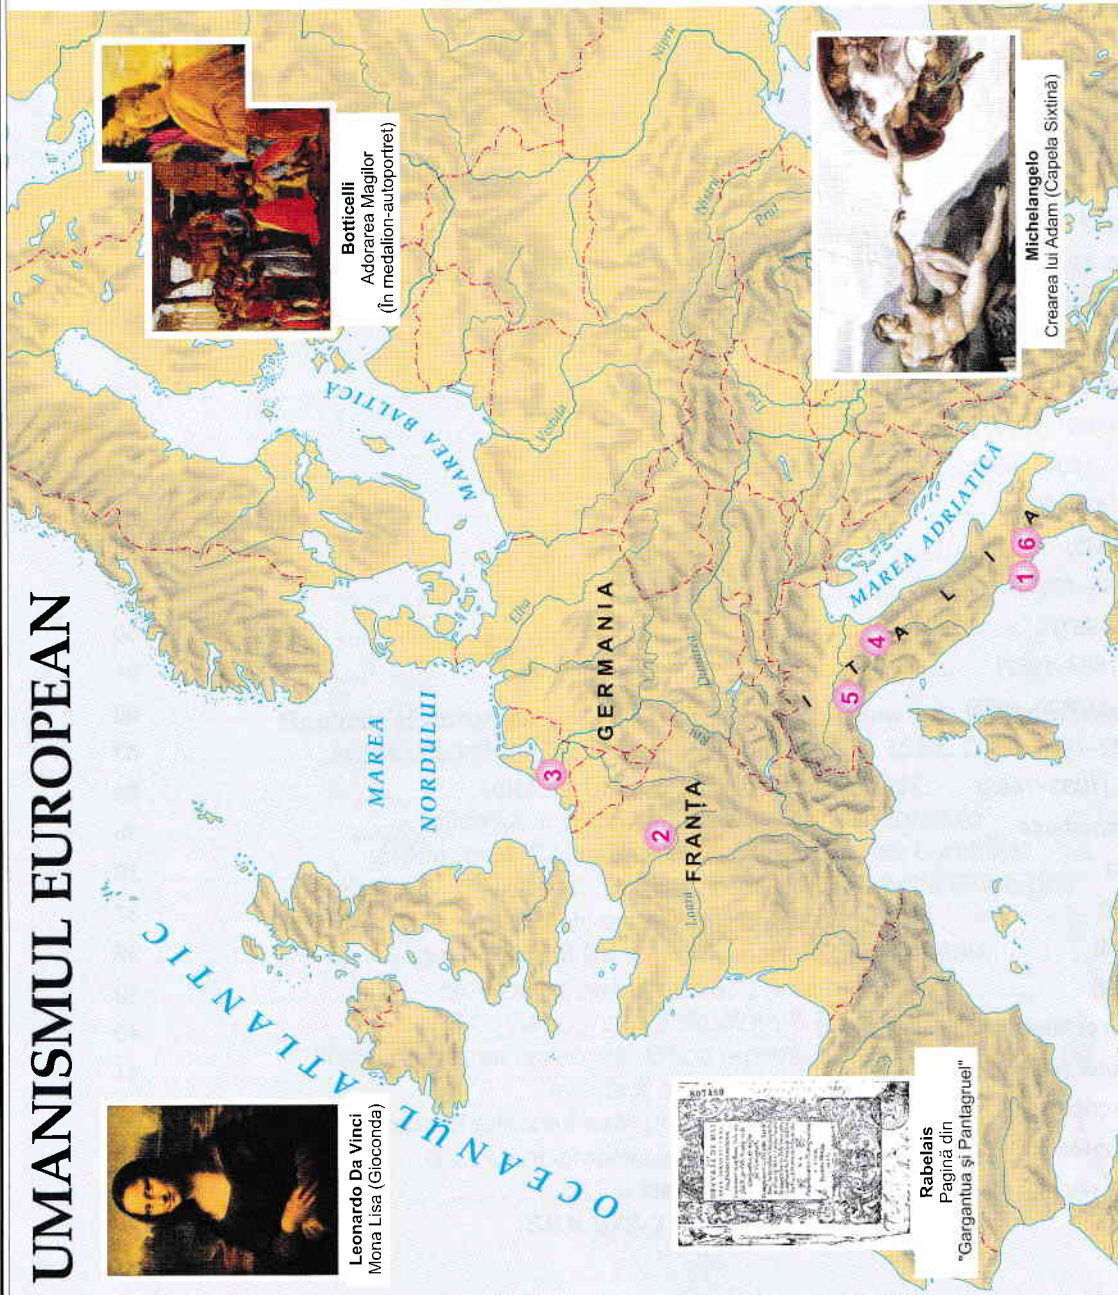 UMANISMUL EUROPEAN
Leonardo Da Vinci
Mona Lisa (Gioconda)
Botticelli
Adorarea Magilor
(În medalion-autoportret)
OCEANUL ATLANTIC
MAREA
NORDULUI
MAREA BALTICĂ
Elba
Vistula
Nipru
Nistru
Prut
GERMANIA
Rin
Dunărea
Tisa
FRANȚA
Loara
ITALIA
MAREA ADRIATICĂ
1
2
3
4
5
6
Rabelais
Pagină din
"Gargantua și Pantagruel"
Michelangelo
Crearea lui Adam (Capela Sixtină)